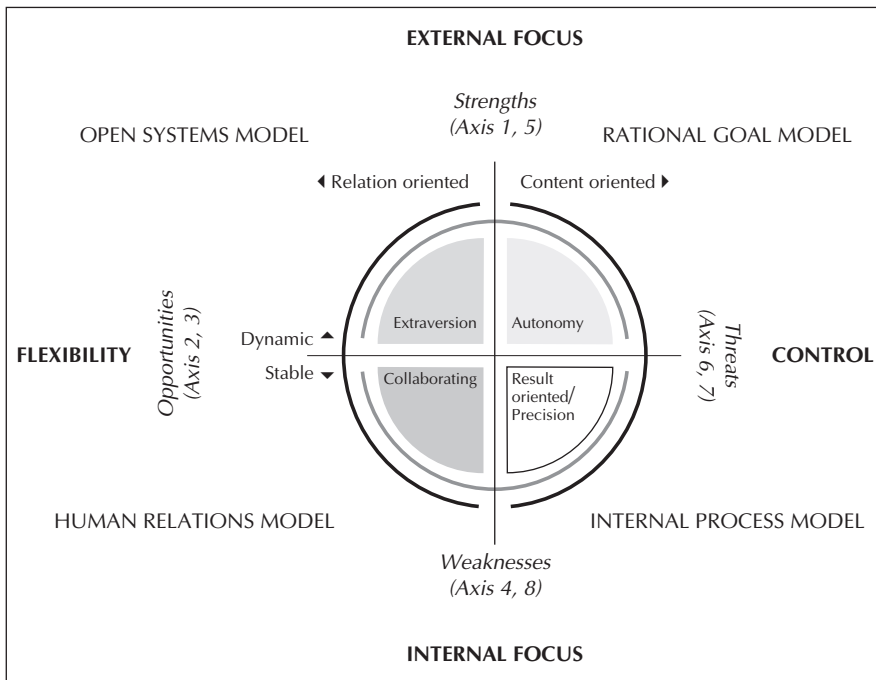 EXTERNAL FOCUS
Strengths
(Axis 1, 5)
OPEN SYSTEMS MODEL
RATIONAL GOAL MODEL
◀ Relation oriented
Content oriented ▶
Extraversion
Autonomy
Dynamic ▲
Stable ▼
FLEXIBILITY
Opportunities
(Axis 2, 3)
Threats
(Axis 6, 7)
CONTROL
Collaborating
Result
oriented/
Precision
HUMAN RELATIONS MODEL
INTERNAL PROCESS MODEL
Weaknesses
(Axis 4, 8)
INTERNAL FOCUS